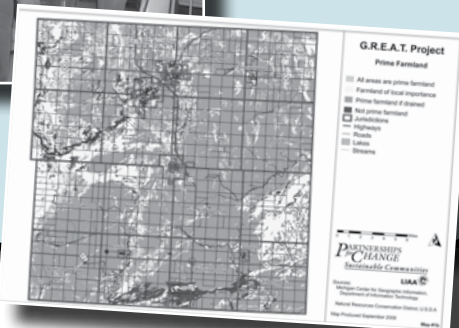 G.R.E.A.T. Project
Prime Farmland
All areas are prime farmland
Farmland of local importance
Prime farmland if drained
Not prime farmland
Jurisdictions
Highways
Roads
Lakes
Streams
PARTNERSHIPS
for CHANGE
Sustainable Communities
LIAA
Sources:
Michigan Center for Geographic Information,
Department of Information Technology
Natural Resources Conservation District, U.S.D.A
Map Produced September 2009